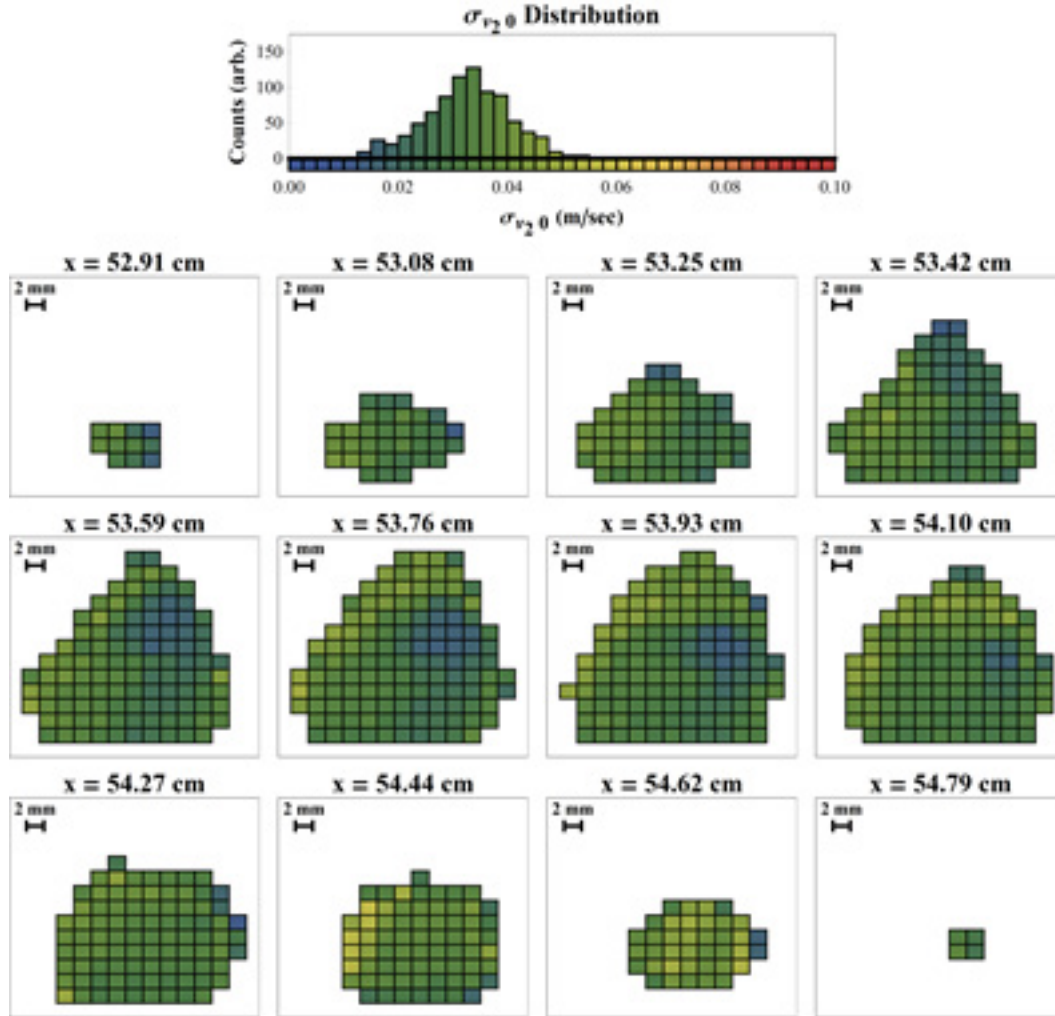 σv2 0 Distribution
Counts (arb.)
150
100
50
0
0.00 0.02 0.04 0.06 0.08 0.10
σv2 0 (m/sec)
x = 52.91 cm x = 53.08 cm x = 53.25 cm x = 53.42 cm
2 mm 2 mm 2 mm 2 mm
x = 53.59 cm x = 53.76 cm x = 53.93 cm x = 54.10 cm
2 mm 2 mm 2 mm 2 mm
x = 54.27 cm x = 54.44 cm x = 54.62 cm x = 54.79 cm
2 mm 2 mm 2 mm 2 mm